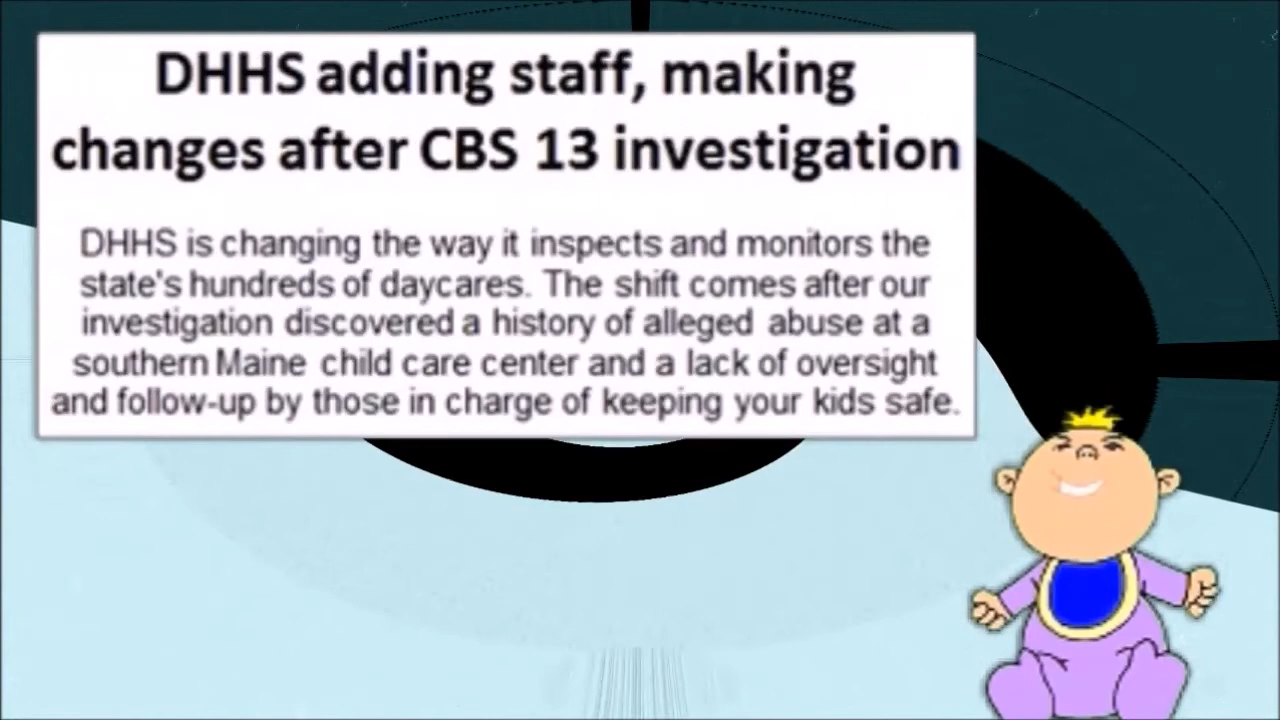 DHHS adding staff, making
changes after CBS 13 investigation
DHHS is changing the way it inspects and monitors the
state's hundreds of daycares. The shift comes after our
investigation discovered a history of alleged abuse at a
southern Maine child care center and a lack of oversight
and follow-up by those in charge of keeping your kids safe.